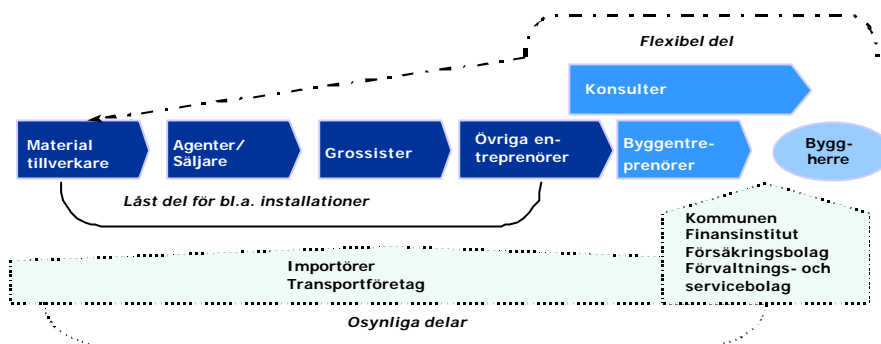 Flexibel del
Konsulter
Material
tillverkare
Agenter/
Säljare
Grossister
Övriga en-
treprenörer
Byggentre-
prenörer
Bygg-
herre
Låst del för bl.a. installationer
Kommunen
Finansinstitut
Försäkringsbolag
Förvaltnings- och
servicebolag
Importörer
Transportföretag
Osynliga delar